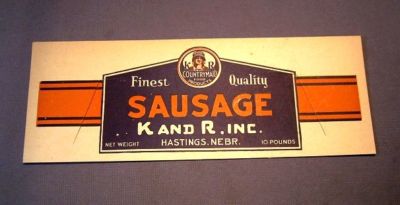 K R
COUNTRYMAID
Finest Quality
SAUSAGE
K AND R, INC.
NET WEIGHT HASTINGS, NEBR. 10 POUNDS